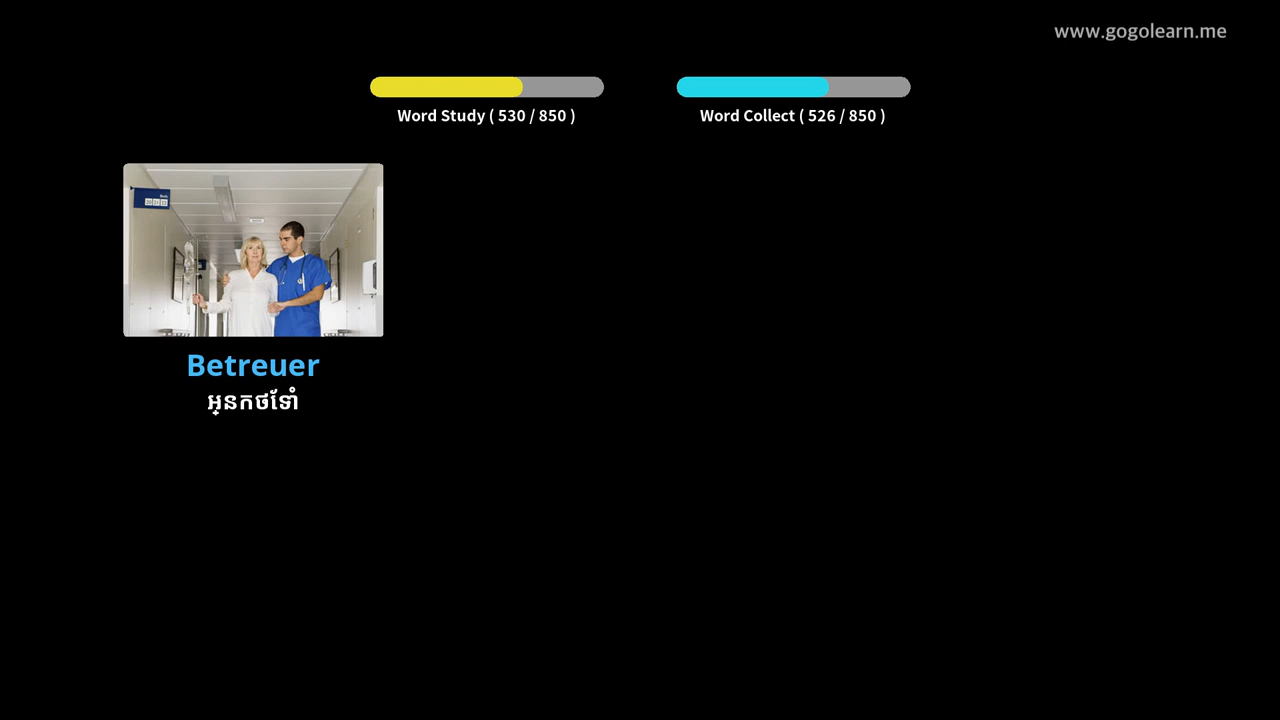 www.gogolearn.me
Word Study ( 530 / 850 )
Word Collect ( 526 / 850 )
Betreuer
អ្នកថែទាំ